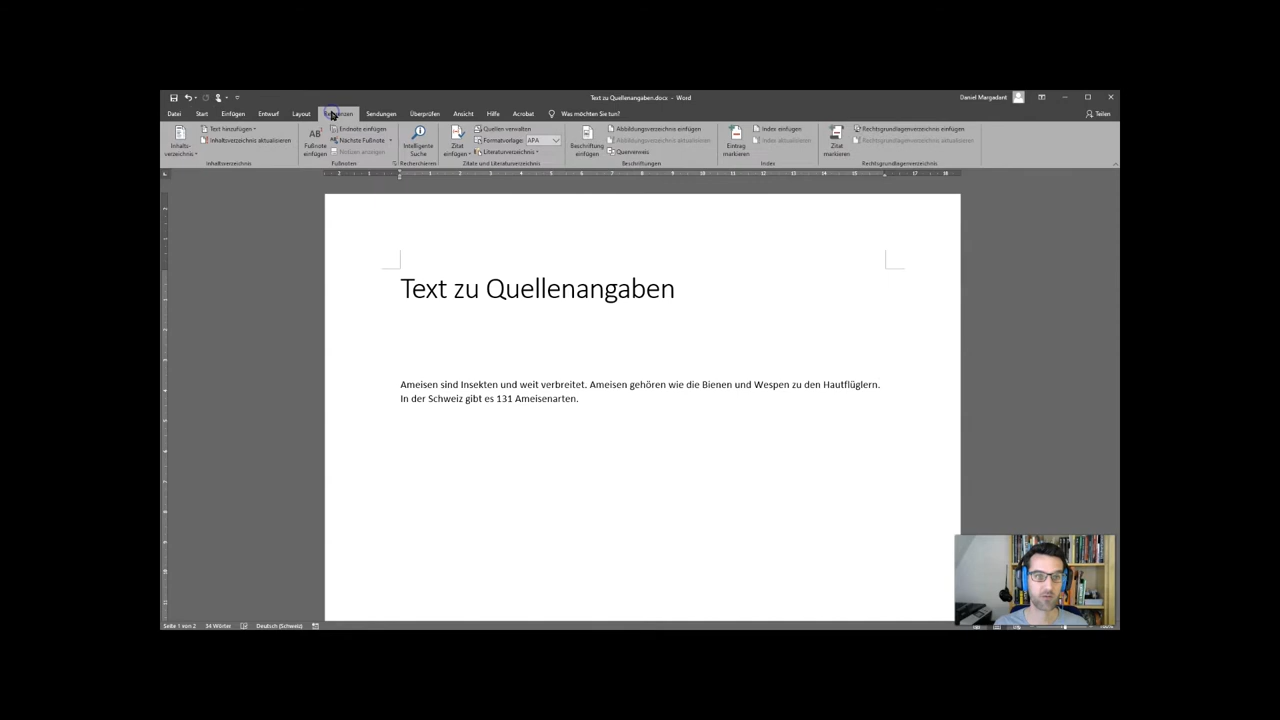 Text zu Quellenangaben.docx - Word
Daniel Margadant
Datei Start Einfügen Entwurf Layout Referenzen Sendungen Überprüfen Ansicht Hilfe Acrobat Was möchten Sie tun? Teilen
Inhalts-
verzeichnis
Text hinzufügen
Inhaltsverzeichnis aktualisieren
Inhaltsverzeichnis
AB
Fußnote
einfügen
Endnote einfügen
Nächste Fußnote
Notizen anzeigen
Fußnoten
Intelligente
Suche
Recherchieren
Zitat
einfügen
Quellen verwalten
Formatvorlage: APA
Literaturverzeichnis
Zitate und Literaturverzeichnis
Beschriftung
einfügen
Abbildungsverzeichnis einfügen
Abbildungsverzeichnis aktualisieren
Querverweis
Beschriftungen
Eintrag
markieren
Index einfügen
Index aktualisieren
Index
Zitat
markieren
Rechtsgrundlagenverzeichnis einfügen
Rechtsgrundlagenverzeichnis aktualisieren
Rechtsgrundlagenverzeichnis
Text zu Quellenangaben
Ameisen sind Insekten und weit verbreitet. Ameisen gehören wie die Bienen und Wespen zu den Hautflüglern.
In der Schweiz gibt es 131 Ameisenarten.
Seite 1 von 2 34 Wörter Deutsch (Schweiz)